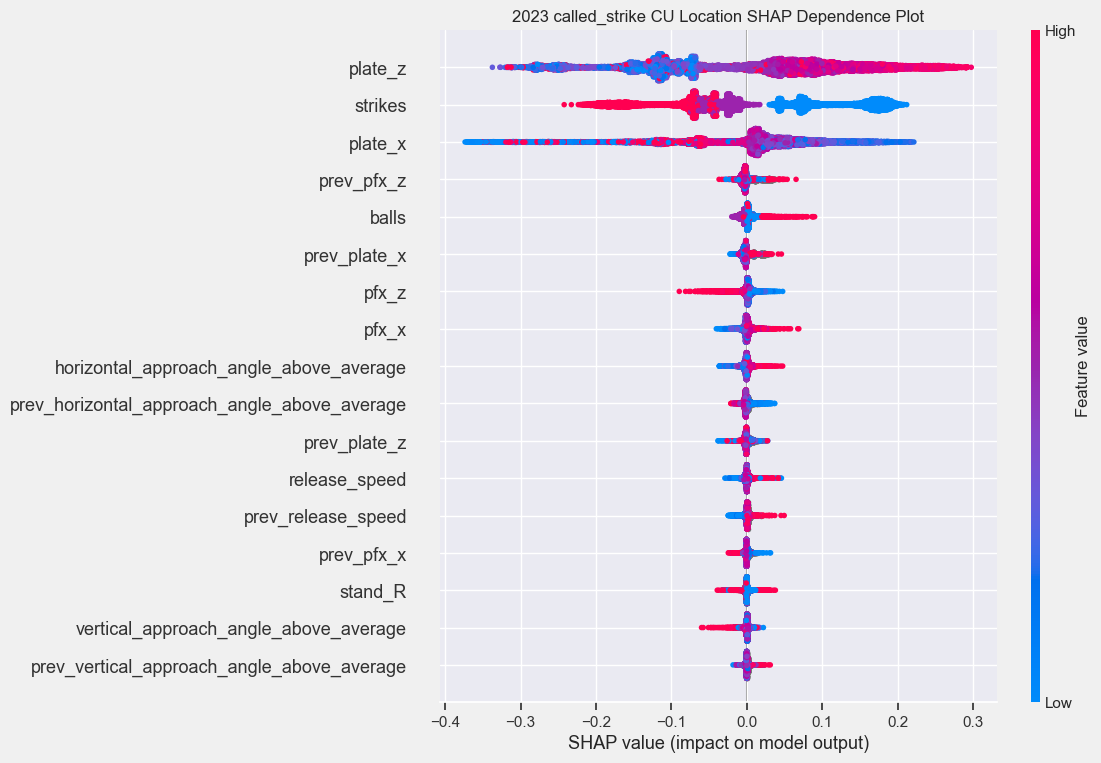 2023 called_strike CU Location SHAP Dependence Plot
High
plate_z
strikes
plate_x
prev_pfx_z
balls
prev_plate_x
pfx_z
pfx_x
horizontal_approach_angle_above_average
prev_horizontal_approach_angle_above_average
prev_plate_z
release_speed
prev_release_speed
prev_pfx_x
stand_R
vertical_approach_angle_above_average
prev_vertical_approach_angle_above_average
Feature value
Low
−0.4 −0.3 −0.2 −0.1 0.0 0.1 0.2 0.3
SHAP value (impact on model output)